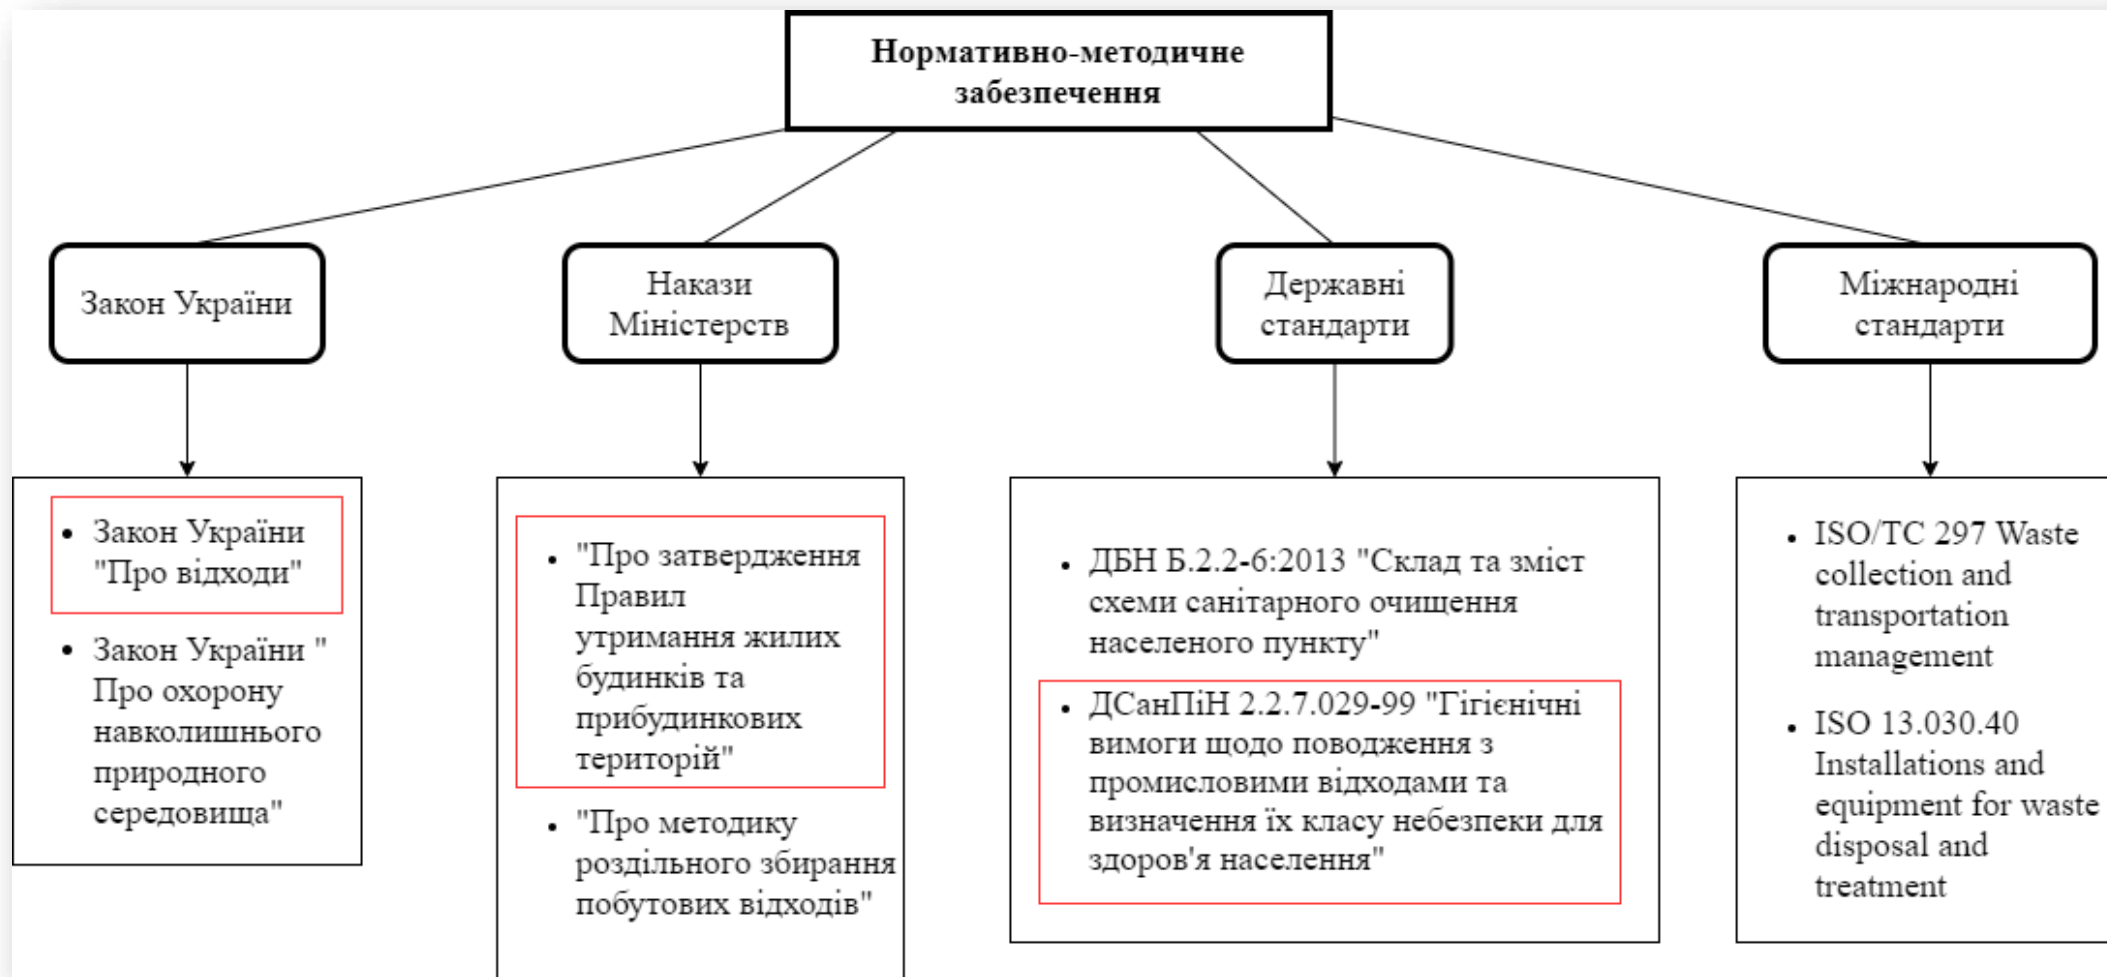 Нормативно-методичне
забезпечення
Закон України
Накази
Міністерств
Державні
стандарти
Міжнародні
стандарти
• Закон України
"Про відходи"
• Закон України "
Про охорону
навколишнього
природного
середовища"
• "Про затвердження
Правил
утримання жилих
будинків та
прибудинкових
територій"
• "Про методику
роздільного збирання
побутових відходів"
• ДБН Б.2.2-6:2013 "Склад та зміст
схеми санітарного очищення
населеного пункту"
• ДСанПіН 2.2.7.029-99 "Гігієнічні
вимоги щодо поводження з
промисловими відходами та
визначення їх класу небезпеки для
здоров'я населення"
• ISO/TC 297 Waste
collection and
transportation
management
• ISO 13.030.40
Installations and
equipment for waste
disposal and
treatment